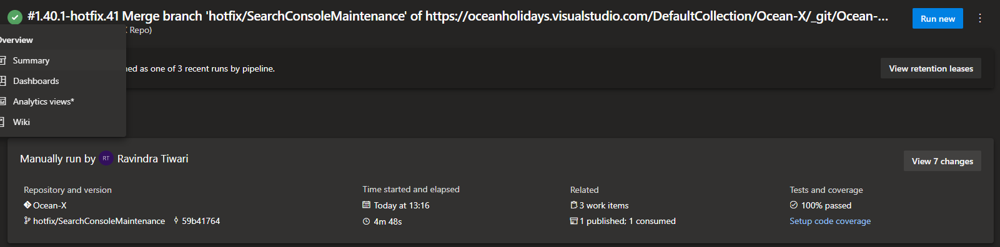 #1.40.1-hotfix.41 Merge branch 'hotfix/SearchConsoleMaintenance' of https://oceanholidays.visualstudio.com/DefaultCollection/Ocean-X/_git/Ocean-...
Run new
Repo)
Overview
Summary
Dashboards
Analytics views*
Wiki
as one of 3 recent runs by pipeline.
View retention leases
Manually run by RT Ravindra Tiwari
View 7 changes
Repository and version
Ocean-X
hotfix/SearchConsoleMaintenance 59b41764
Time started and elapsed
Today at 13:16
4m 48s
Related
3 work items
1 published; 1 consumed
Tests and coverage
100% passed
Setup code coverage